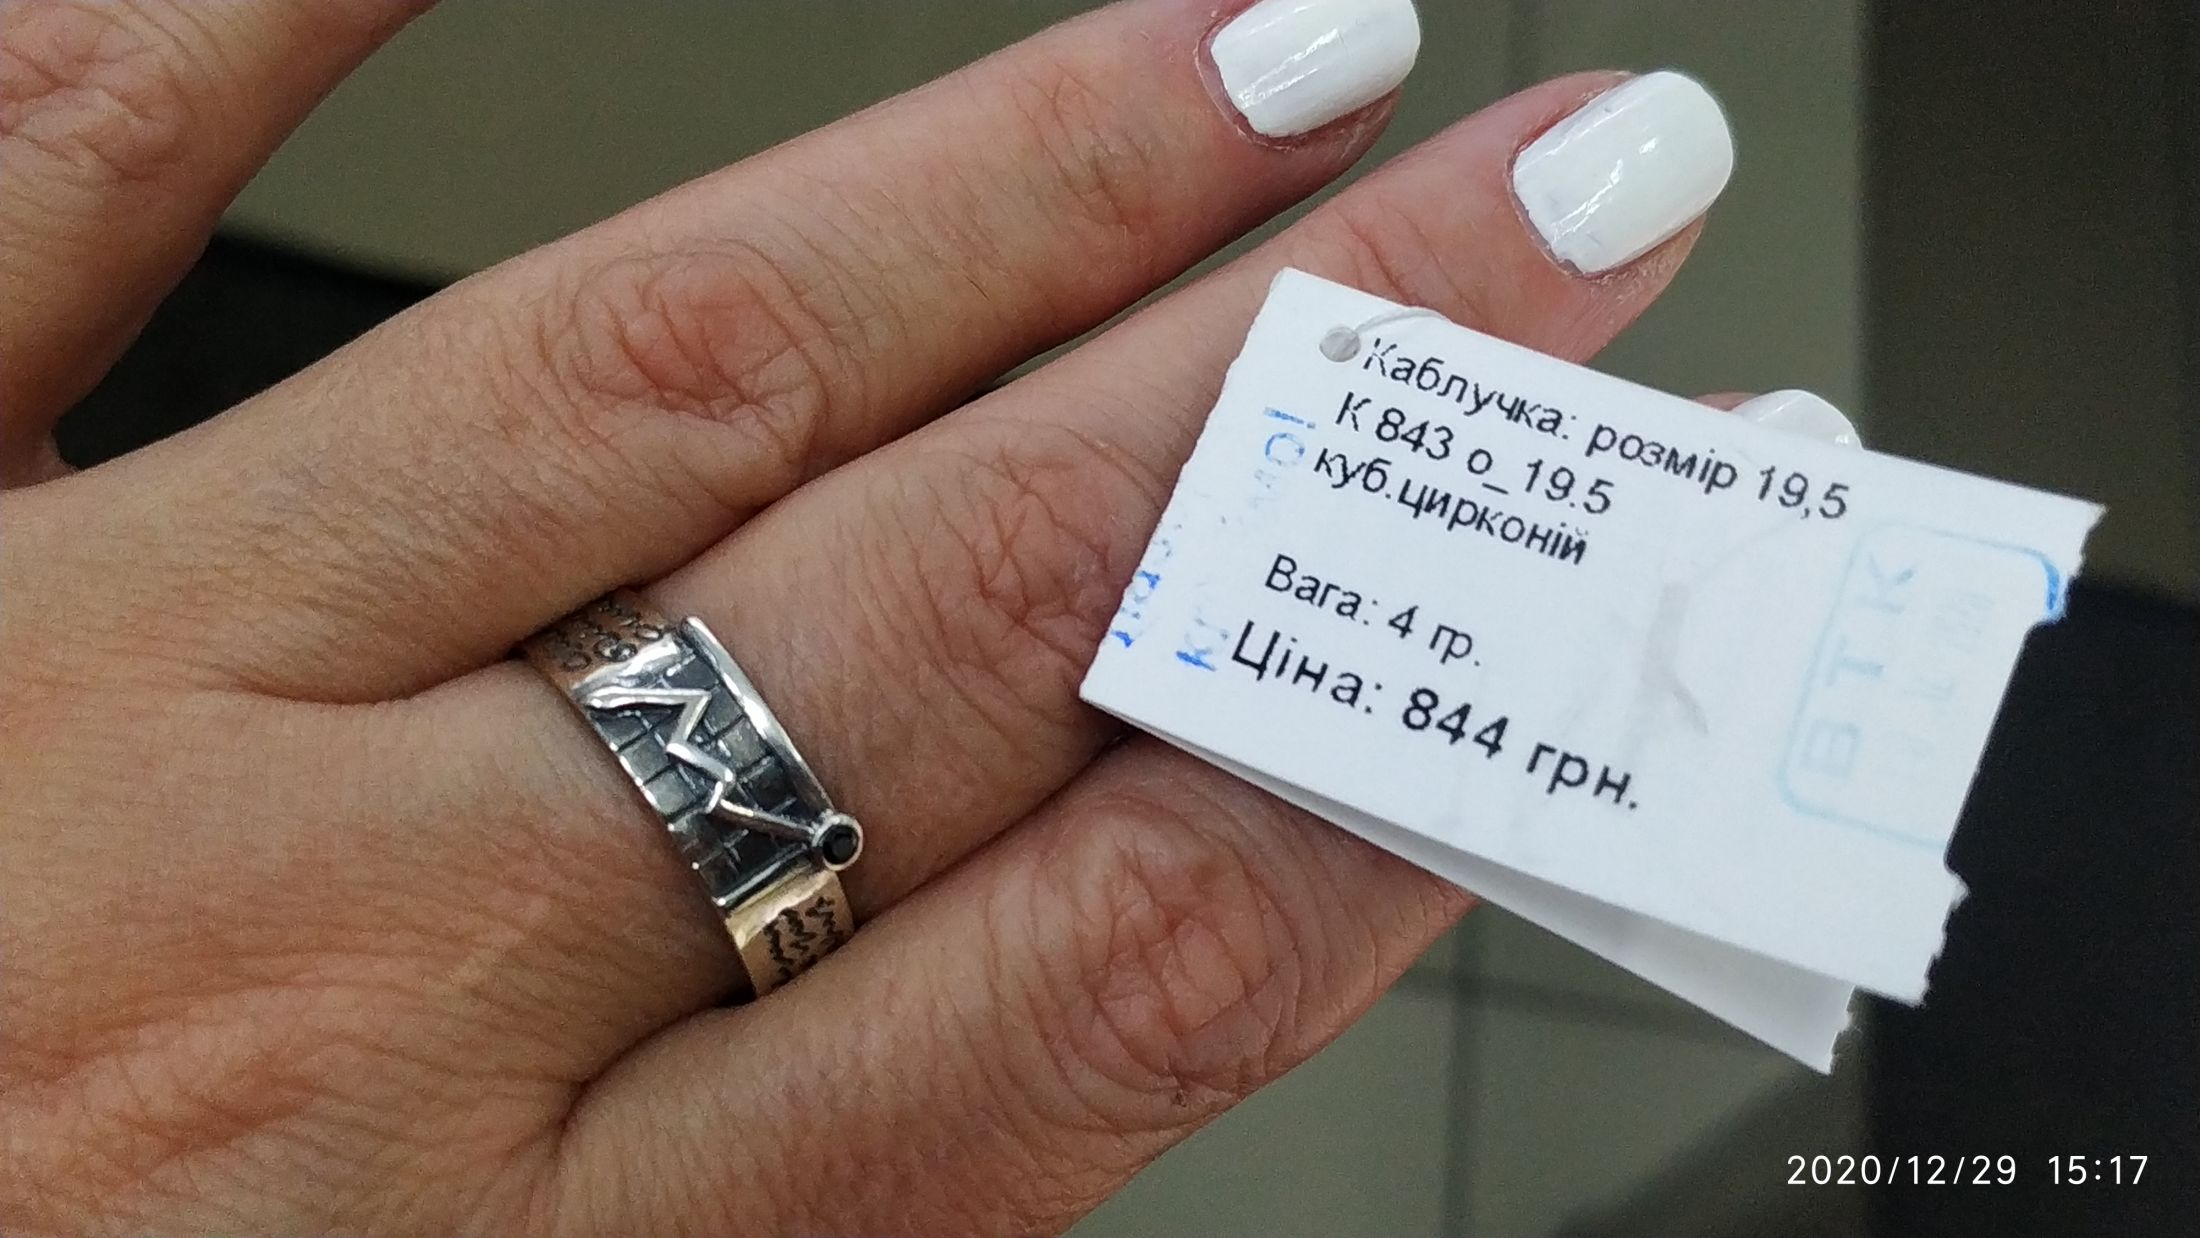 Каблучка: розмір 19,5
К 843 о_19.5
куб.цирконій
Вага: 4 гр.
Ціна: 844 грн.
ВТК
2020/12/29 15:17